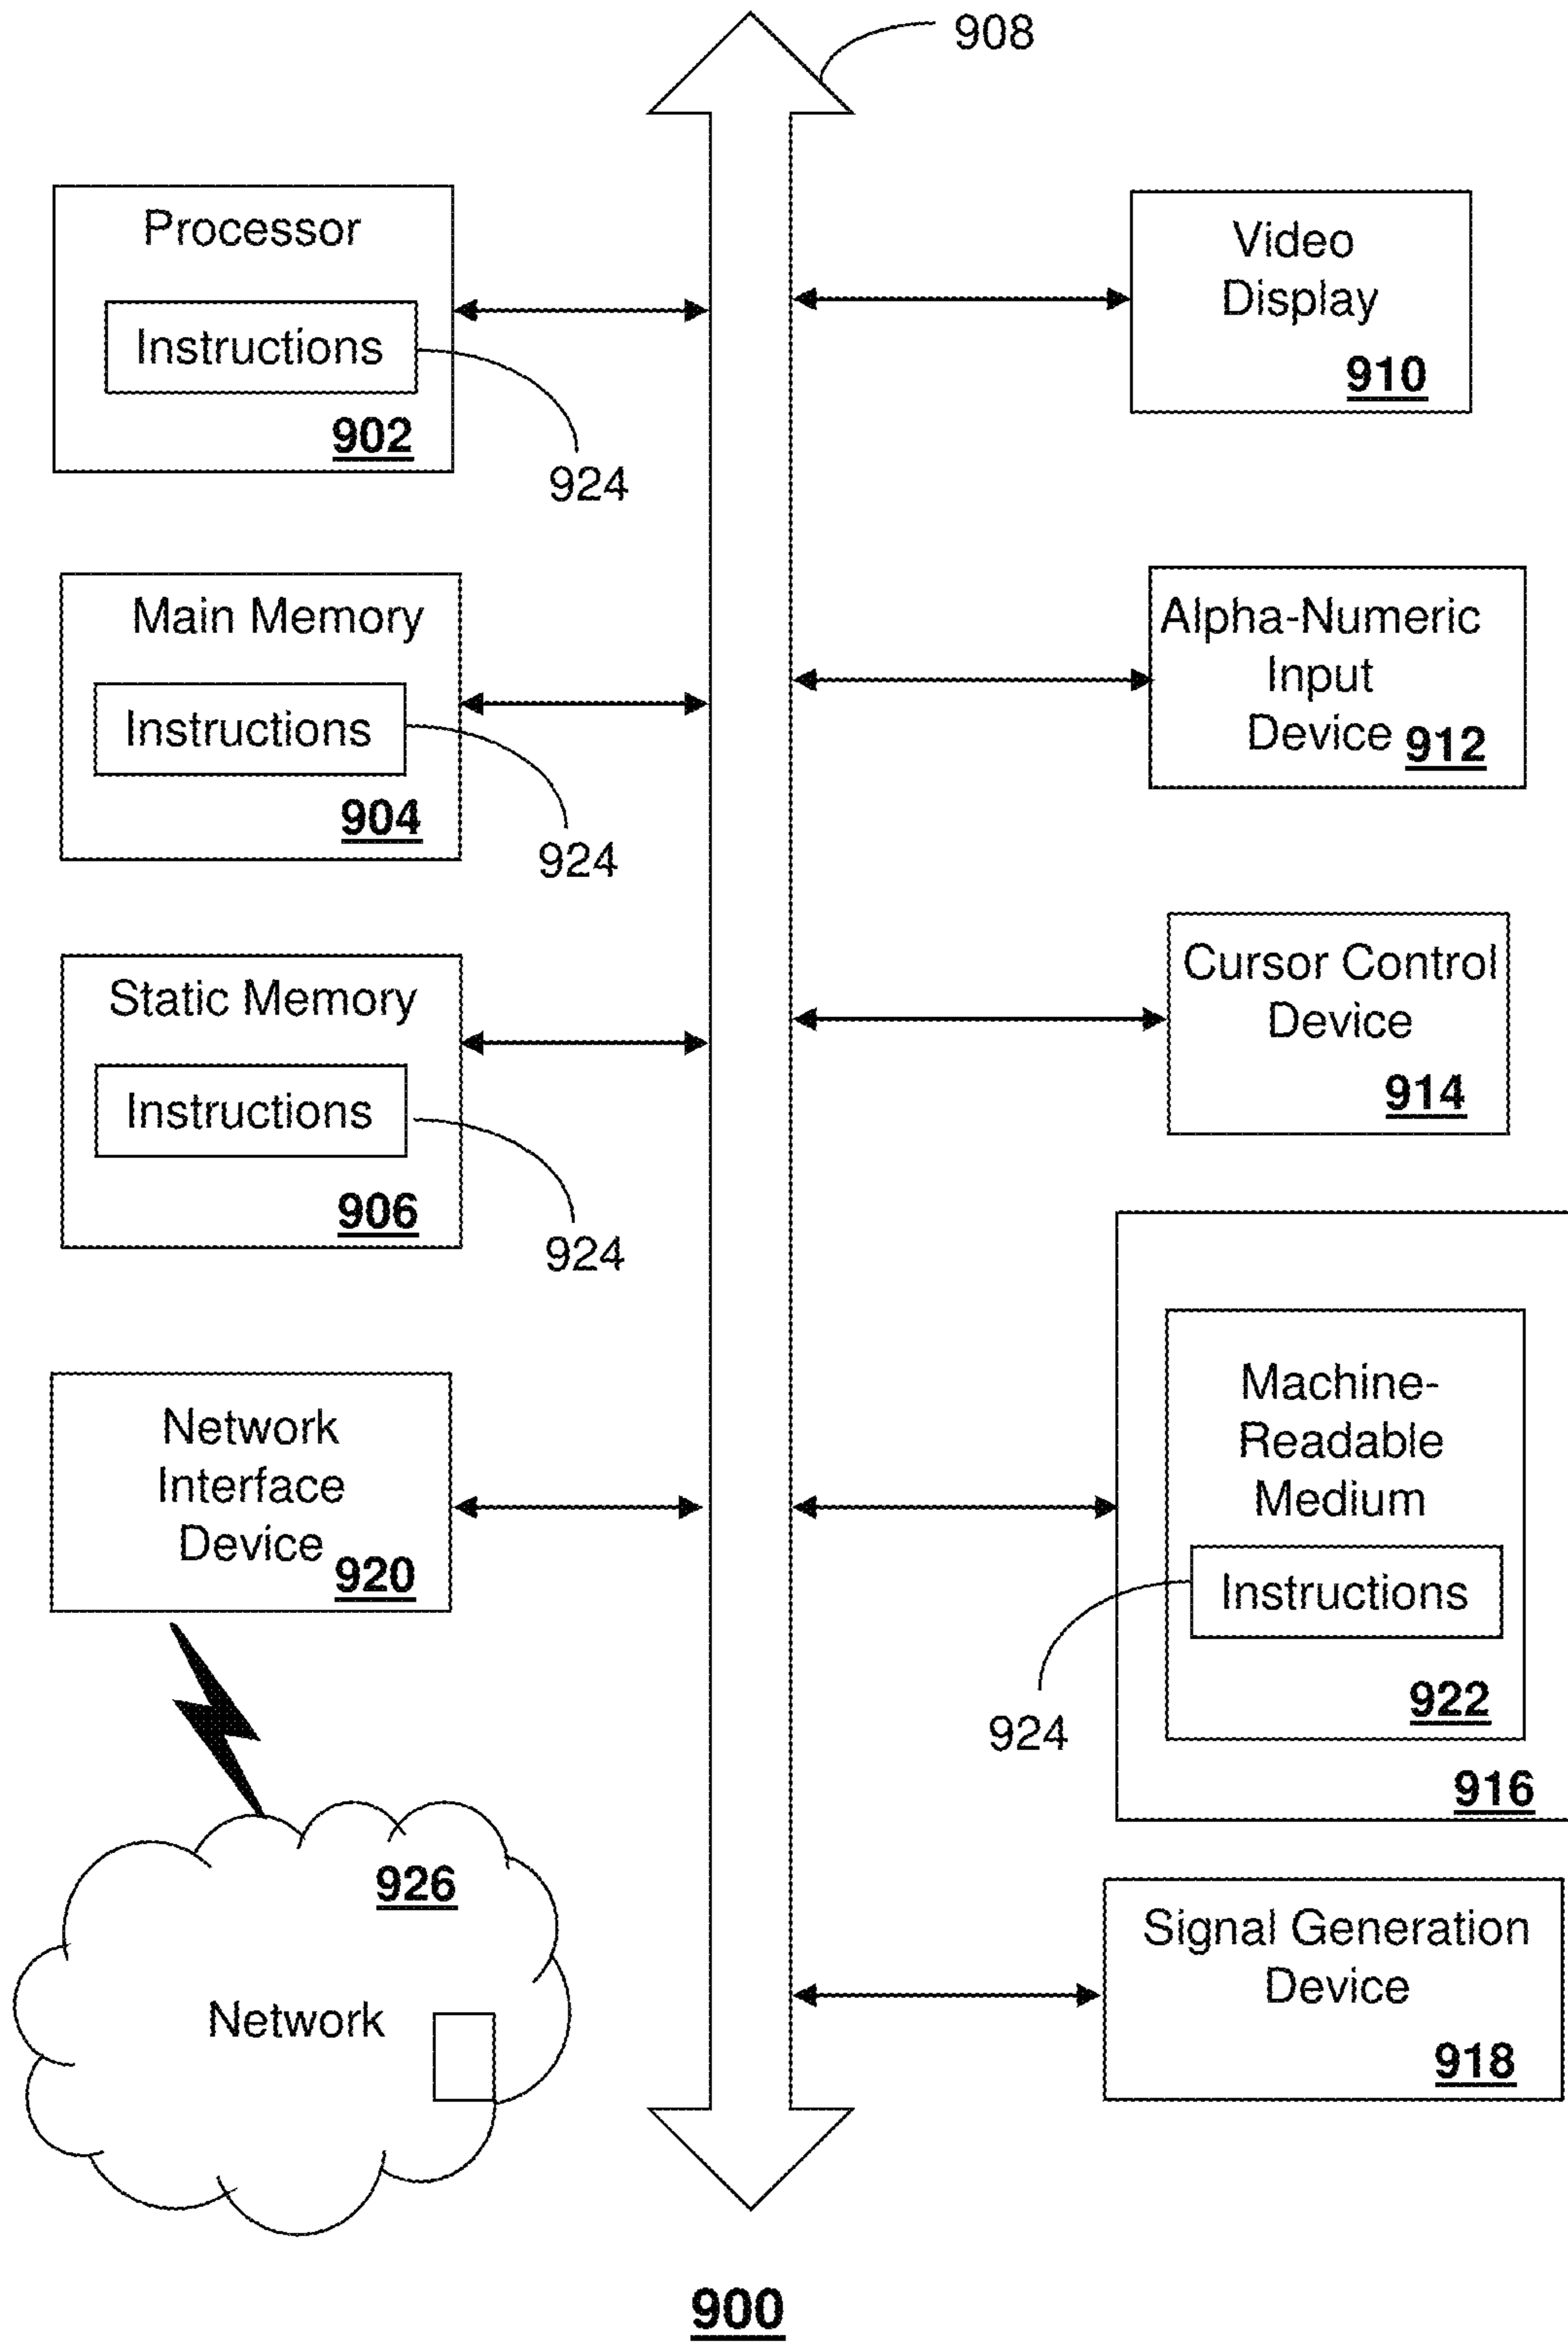 908
Processor
Instructions
902
924
Main Memory
Instructions
904
924
Static Memory
Instructions
906
924
Network
Interface
Device
920
926
Network
Video
Display
910
Alpha-Numeric
Input
Device 912
Cursor Control
Device
914
Machine-
Readable
Medium
Instructions
922
924
916
Signal Generation
Device
918
900